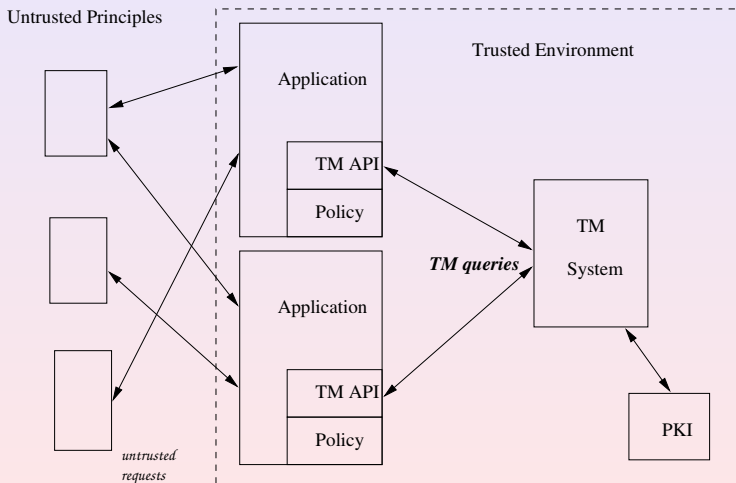 Untrusted Principles
Trusted Environment
Application
TM API
Policy
TM
System
TM queries
Application
TM API
Policy
PKI
untrusted
requests